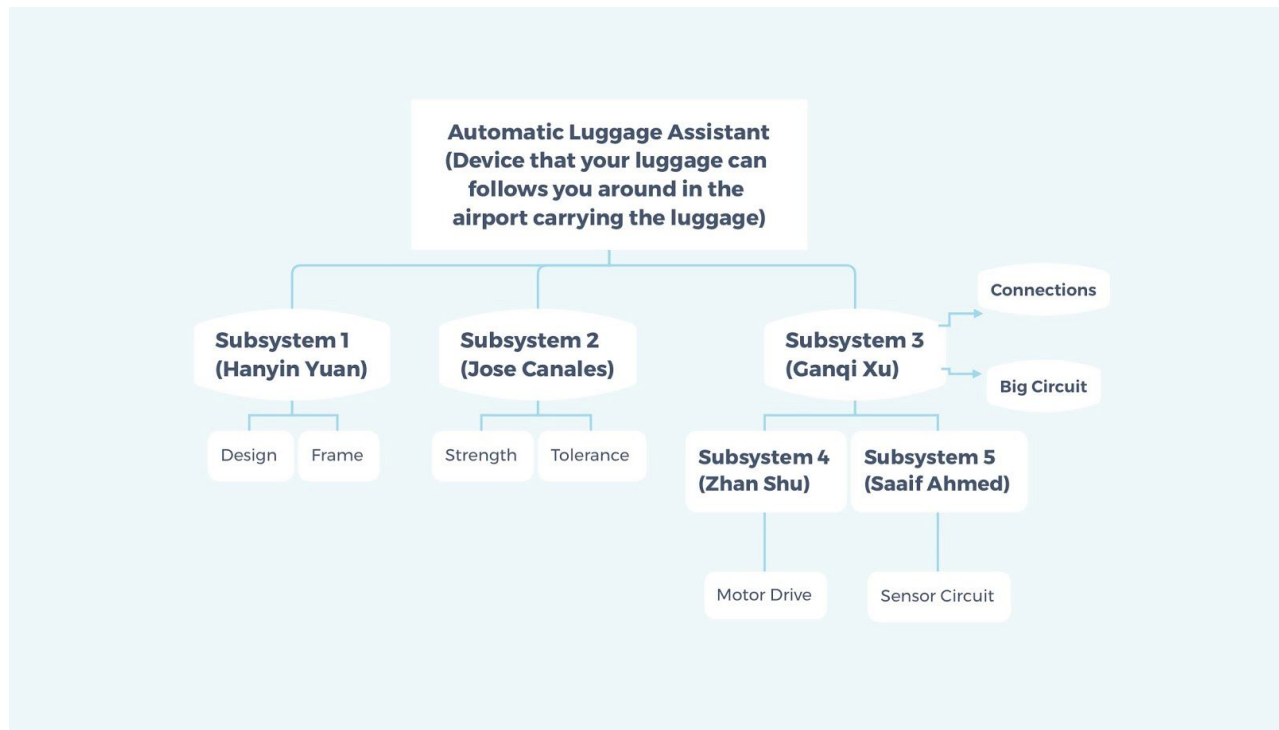 Automatic Luggage Assistant
(Device that your luggage can
follows you around in the
airport carrying the luggage)
Connections
Subsystem 1
(Hanyin Yuan)
Subsystem 2
(Jose Canales)
Subsystem 3
(Ganqi Xu)
Big Circuit
Design
Frame
Strength
Tolerance
Subsystem 4
(Zhan Shu)
Subsystem 5
(Saaif Ahmed)
Motor Drive
Sensor Circuit